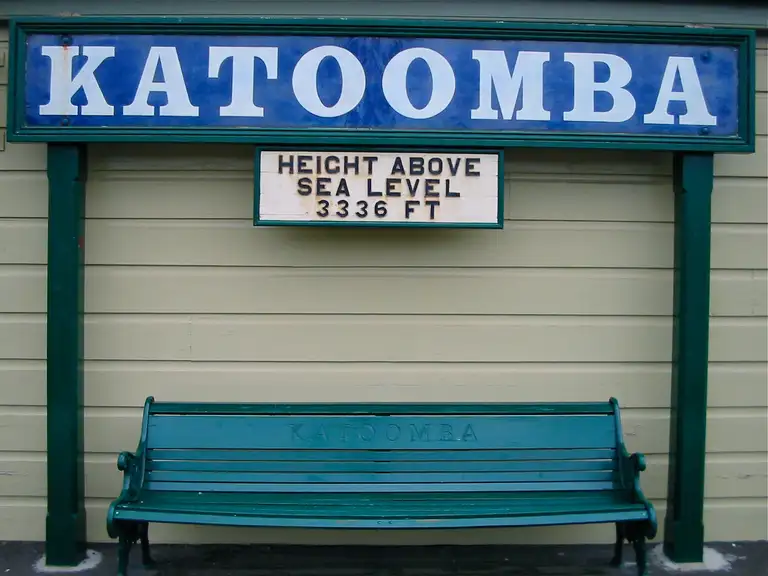 KATOOMBA
HEIGHT ABOVE
SEA LEVEL
3336 FT
KATOOMBA